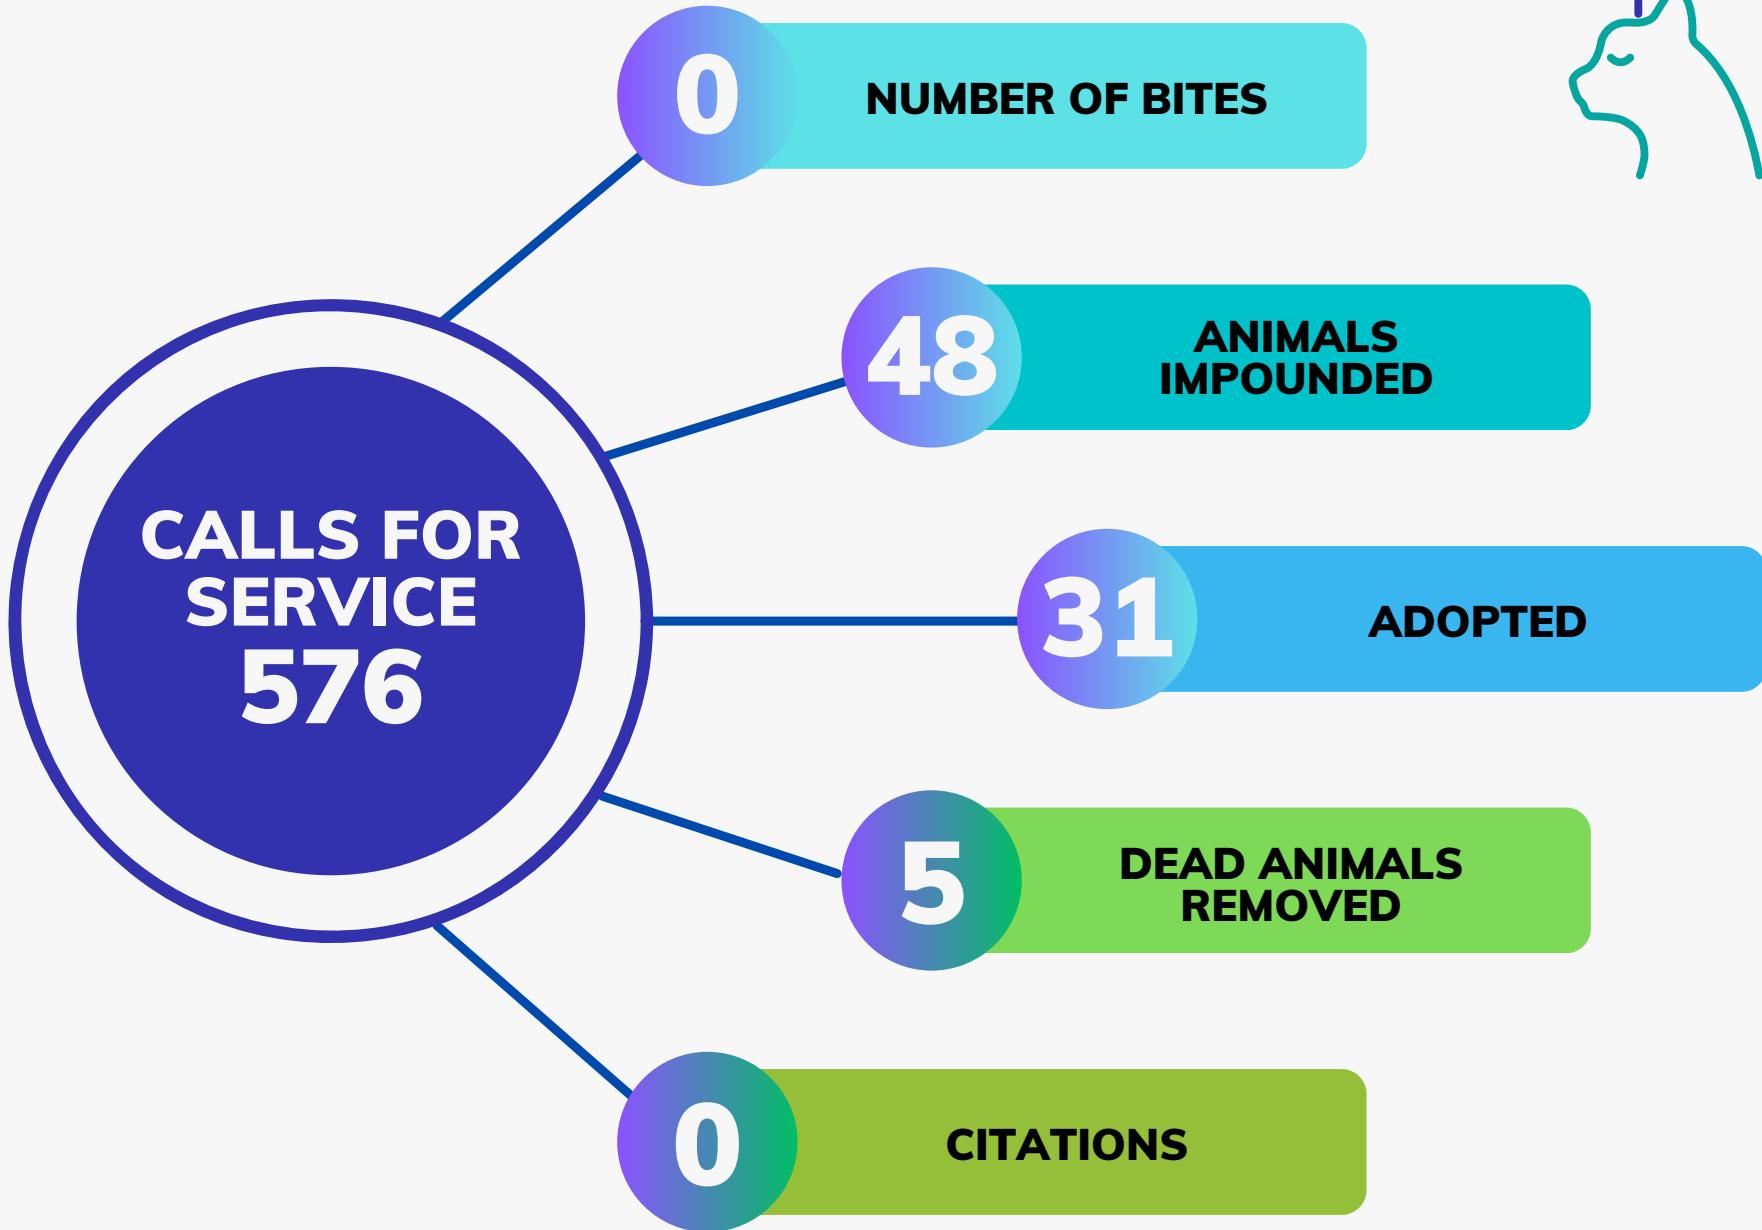 0
NUMBER OF BITES
48
ANIMALS
IMPOUNDED
CALLS FOR
SERVICE
576
31
ADOPTED
5
DEAD ANIMALS
REMOVED
0
CITATIONS